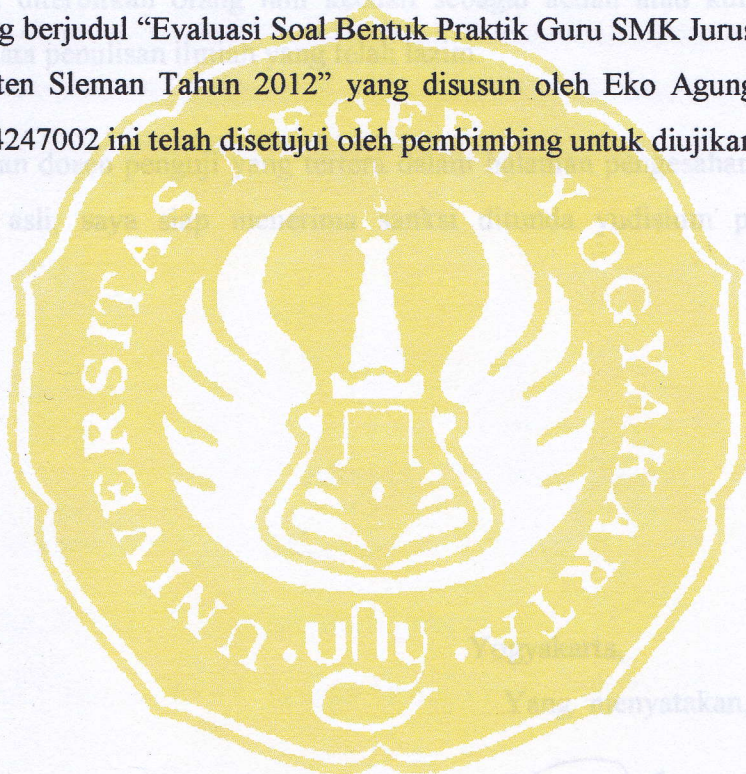 g berjudul “Evaluasi Soal Bentuk Praktik Guru SMK Jurus
ten Sleman Tahun 2012” yang disusun oleh Eko Agung
4247002 ini telah disetujui oleh pembimbing untuk diujikan
UNIVERSITAS NEGERI YOGYAKARTA
uny
Yogyakarta,
Yang menyatakan,